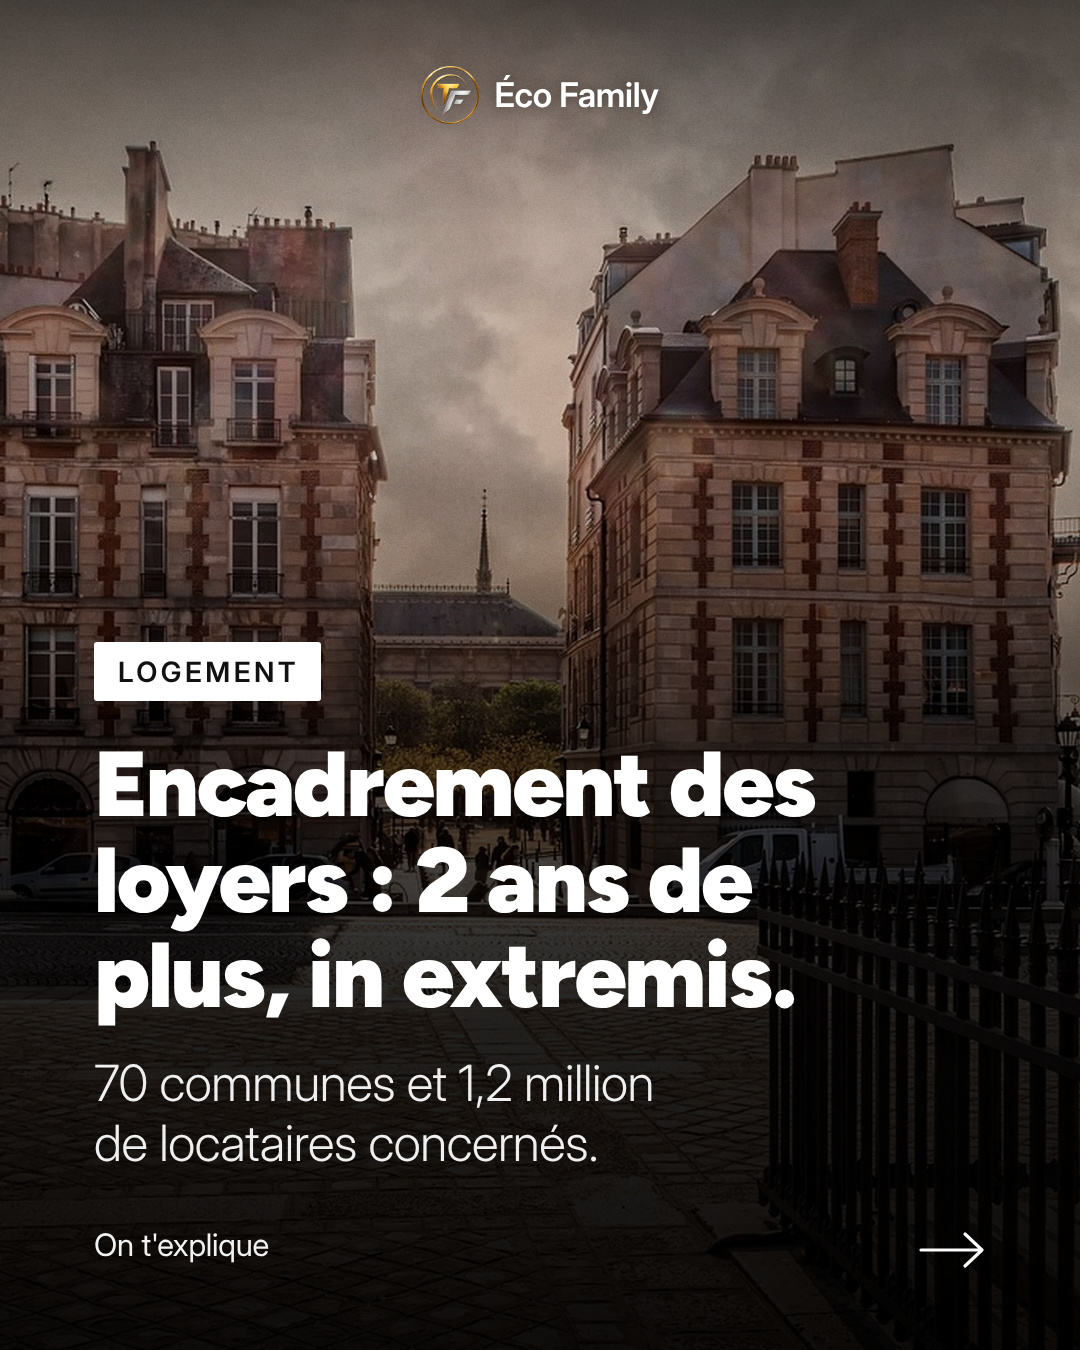 TF Éco Family
LOGEMENT
Encadrement des
loyers : 2 ans de
plus, in extremis.
70 communes et 1,2 million
de locataires concernés.
On t'explique